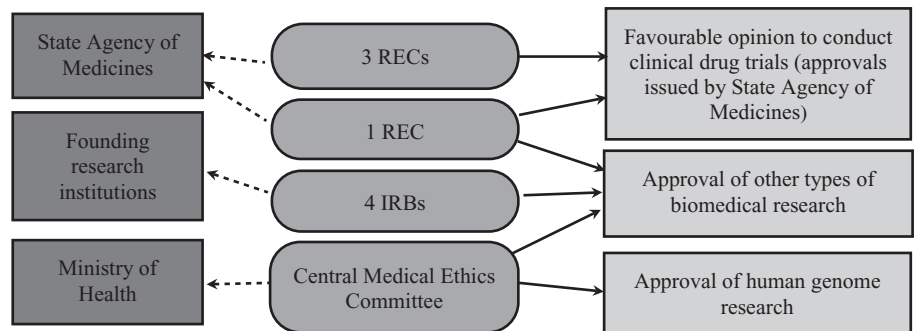 State Agency of
Medicines
Founding
research
institutions
Ministry of
Health
3 RECs
1 REC
4 IRBs
Central Medical Ethics
Committee
Favourable opinion to conduct
clinical drug trials (approvals
issued by State Agency of
Medicines)
Approval of other types of
biomedical research
Approval of human genome
research